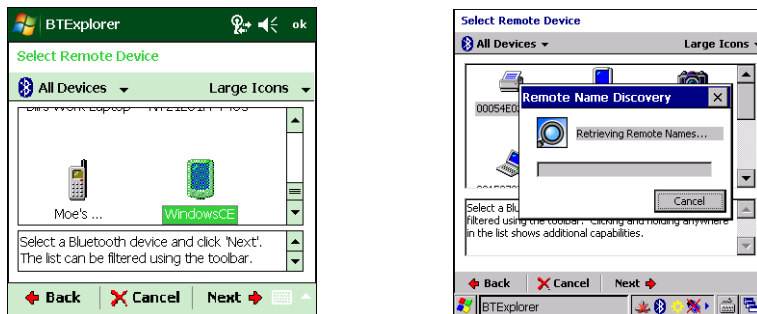 BTExplorer
ok
Select Remote Device
All Devices
Large Icons
Moe's ...
WindowsCE
Select a Bluetooth device and click 'Next'.
The list can be filtered using the toolbar.
Back
Cancel
Next
Select Remote Device
All Devices
Large Icons
00054E0
Remote Name Discovery
Retrieving Remote Names...
Cancel
Select a Blu
filtered using the toolbar. Clicking and holding anywhere
in the list shows additional capabilities.
Back
Cancel
Next
BTExplorer